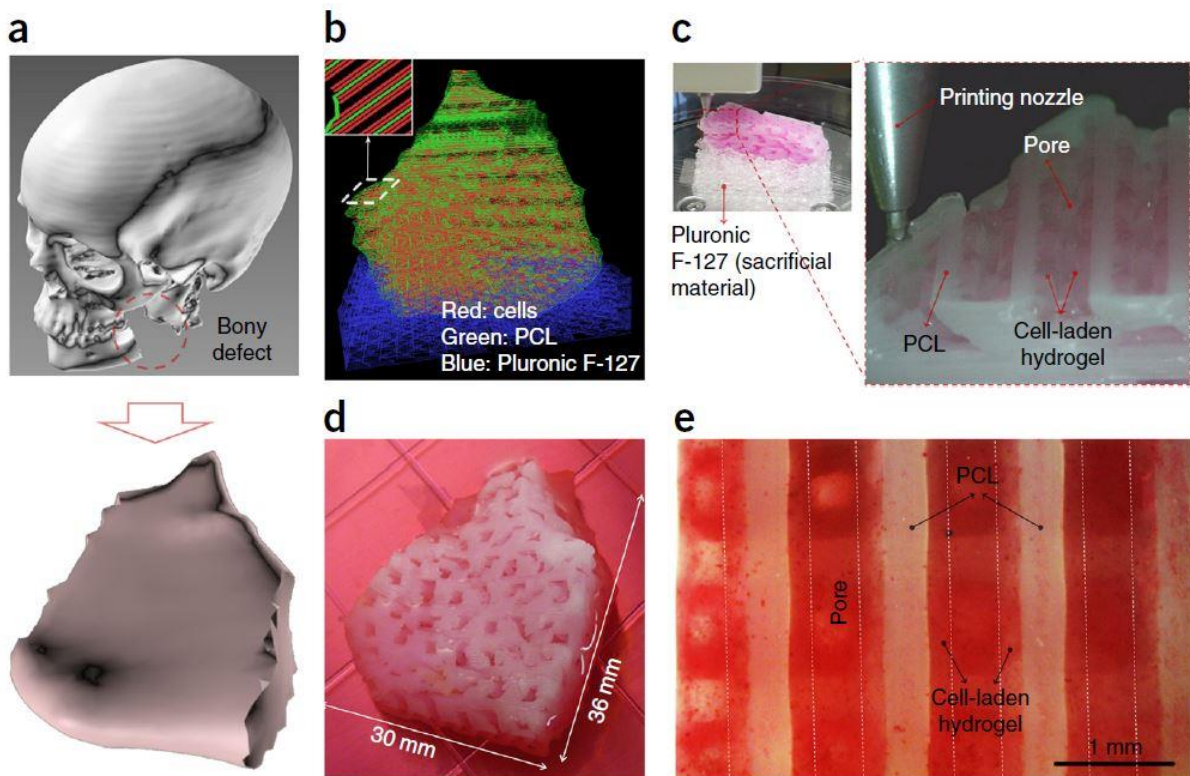 a
Bony
defect
b
Red: cells
Green: PCL
Blue: Pluronic F-127
c
Pluronic
F-127 (sacrificial
material)
Printing nozzle
Pore
PCL
Cell-laden
hydrogel
d
30 mm
36 mm
e
PCL
Pore
Cell-laden
hydrogel
1 mm